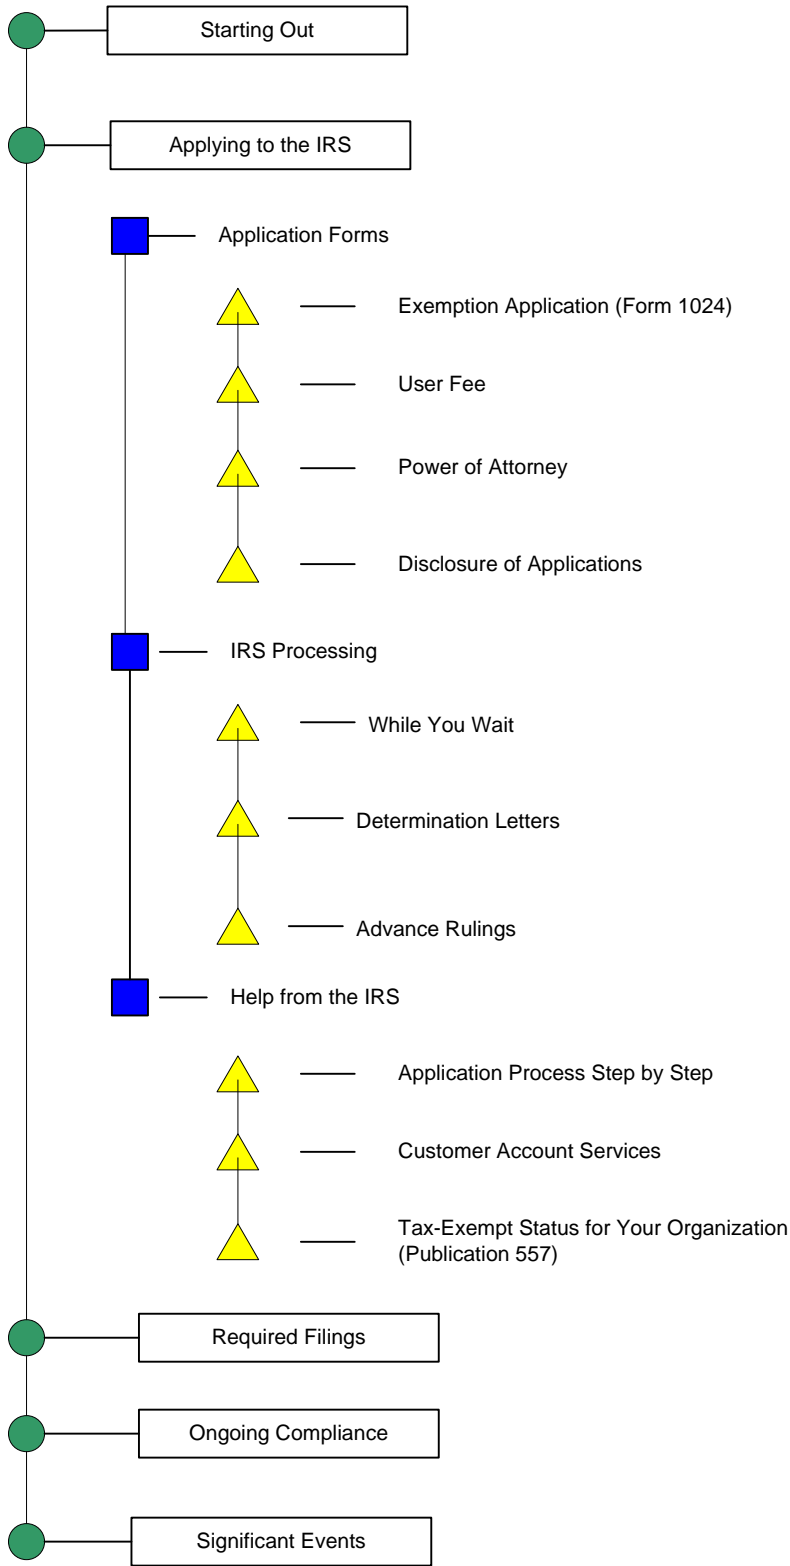 Starting Out
Applying to the IRS
Application Forms
Exemption Application (Form 1024)
User Fee
Power of Attorney
Disclosure of Applications
IRS Processing
While You Wait
Determination Letters
Advance Rulings
Help from the IRS
Application Process Step by Step
Customer Account Services
Tax-Exempt Status for Your Organization
(Publication 557)
Required Filings
Ongoing Compliance
Significant Events